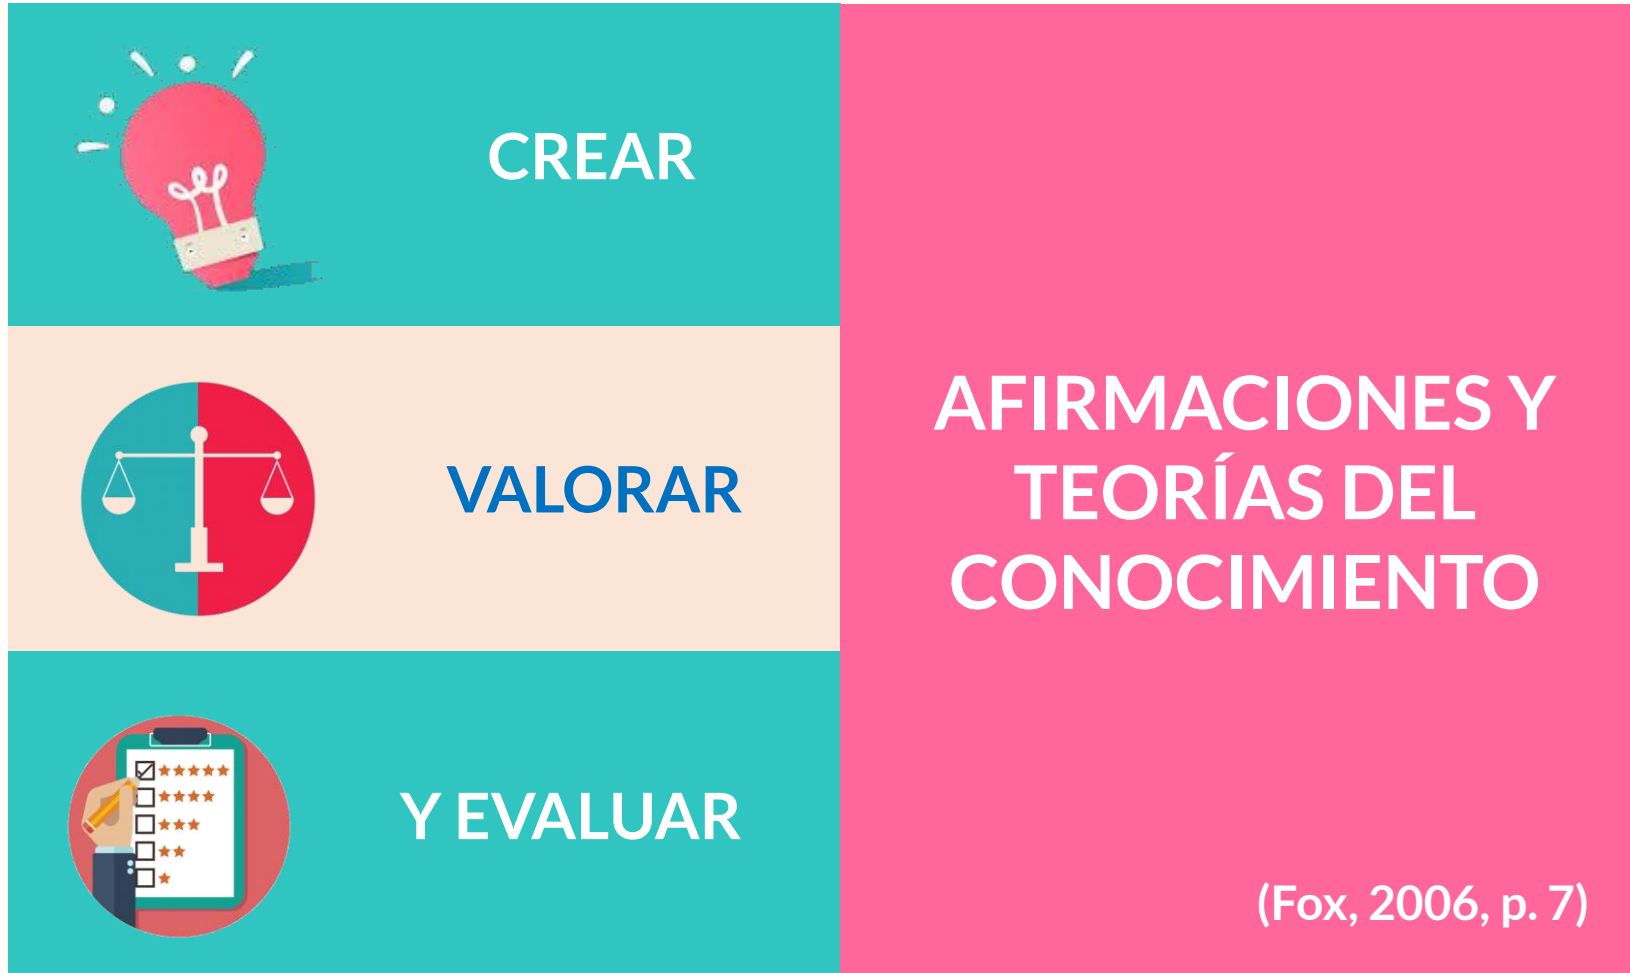 CREAR
VALORAR
Y EVALUAR
AFIRMACIONES Y
TEORÍAS DEL
CONOCIMIENTO
(Fox, 2006, p. 7)